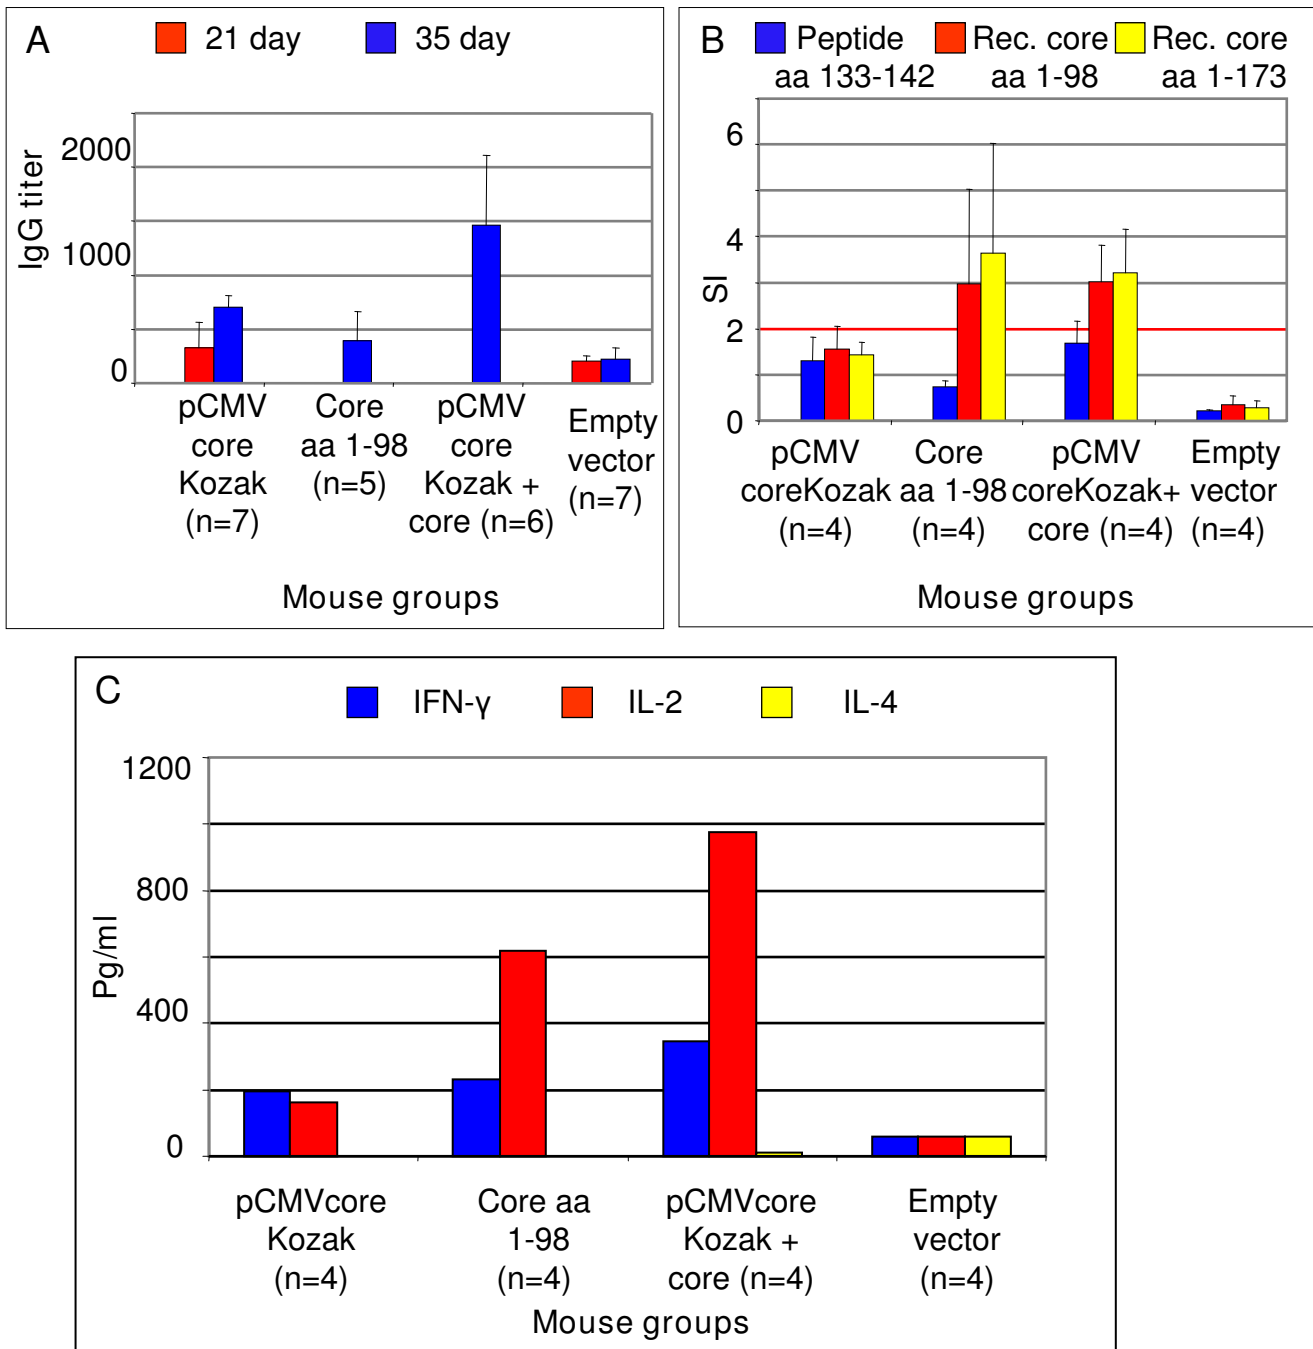 A
21 day
35 day
IgG titer
2000
1000
0
pCMV
core
Kozak
(n=7)
Core
aa 1-98
(n=5)
pCMV
core
Kozak +
core (n=6)
Empty
vector
(n=7)
Mouse groups
B
Peptide
aa 133-142
Rec. core
aa 1-98
Rec. core
aa 1-173
SI
6
4
2
0
pCMV
coreKozak
(n=4)
Core
aa 1-98
(n=4)
pCMV
coreKozak+
core (n=4)
Empty
vector
(n=4)
Mouse groups
C
IFN-γ
IL-2
IL-4
Pg/ml
1200
800
400
0
pCMVcore
Kozak
(n=4)
Core aa
1-98
(n=4)
pCMVcore
Kozak +
core (n=4)
Empty
vector
(n=4)
Mouse groups